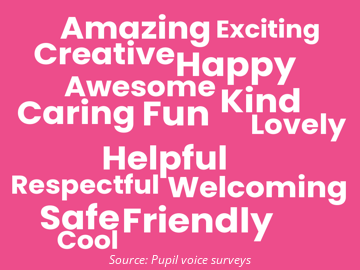 Amazing Exciting
Creative Happy
Awesome Kind
Caring Fun Lovely
Helpful
Respectful Welcoming
Safe Friendly
Cool
Source: Pupil voice surveys